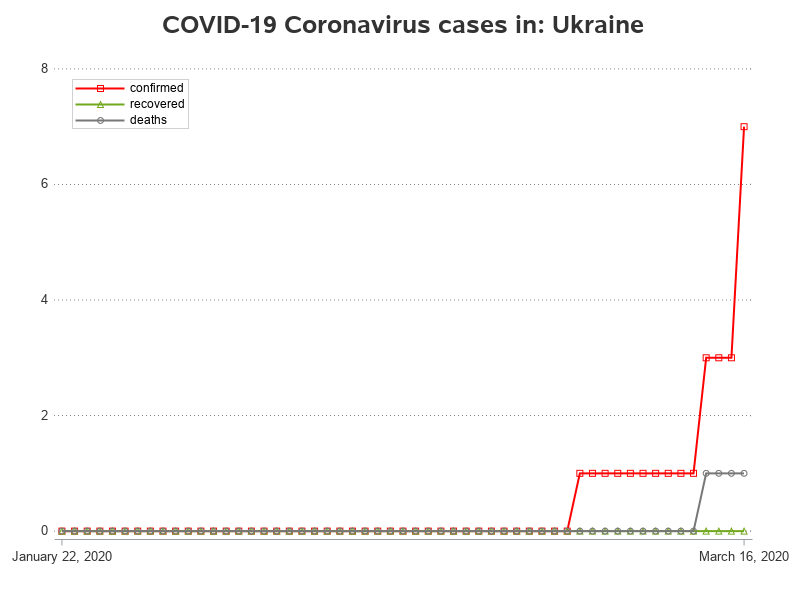 COVID-19 Coronavirus cases in: Ukraine
8
confirmed
recovered
deaths
6
4
2
0
January 22, 2020
March 16, 2020